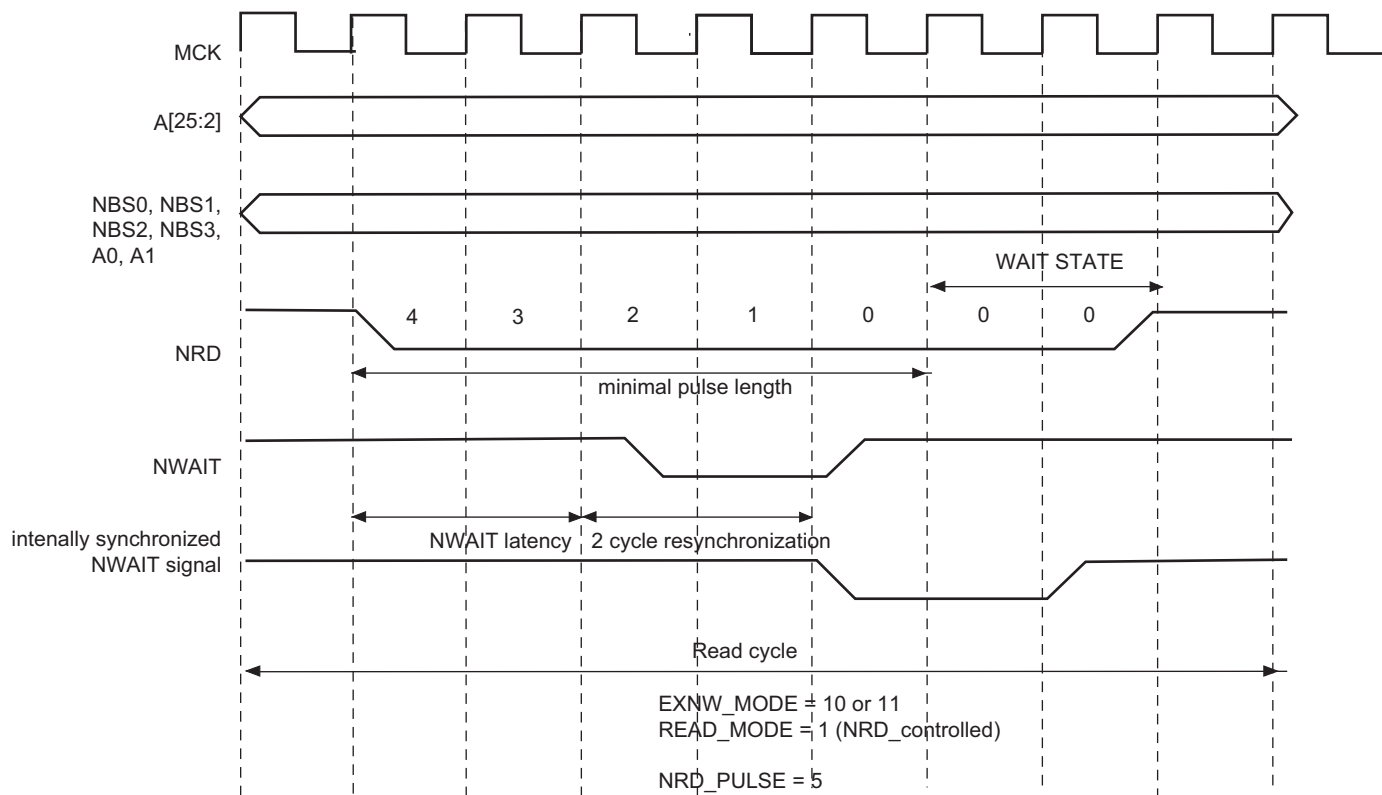 MCK
A[25:2]
NBS0, NBS1,
NBS2, NBS3,
A0, A1
WAIT STATE
4 3 2 1 0 0 0
NRD
minimal pulse length
NWAIT
intenally synchronized
NWAIT signal
NWAIT latency 2 cycle resynchronization
Read cycle
EXNW_MODE = 10 or 11
READ_MODE = 1 (NRD_controlled)
NRD_PULSE = 5